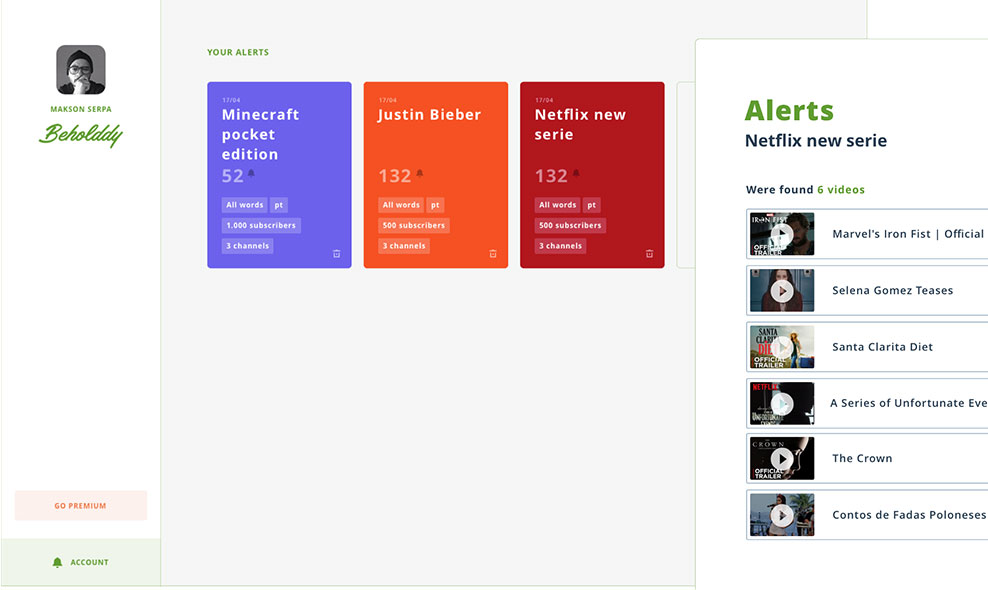 MAKSON SERPA
Beholddy
GO PREMIUM
ACCOUNT
YOUR ALERTS
17/04
Minecraft
pocket
edition
52
All words
pt
1.000 subscribers
3 channels
17/04
Justin Bieber
132
All words
pt
500 subscribers
3 channels
17/04
Netflix new
serie
132
All words
pt
500 subscribers
3 channels
Alerts
Netflix new serie
Were found 6 videos
MARVEL
IRON FIST
OFFICIAL
TRAILER
Marvel's Iron Fist | Official
Selena Gomez Teases
SANTA
CLARITA
DIET
OFFICIAL
TRAILER
Santa Clarita Diet
NETFLIX
UNFORTUNATE
A Series of Unfortunate Eve
THE
CROWN
OFFICIAL
TRAILER
The Crown
Contos de Fadas Poloneses